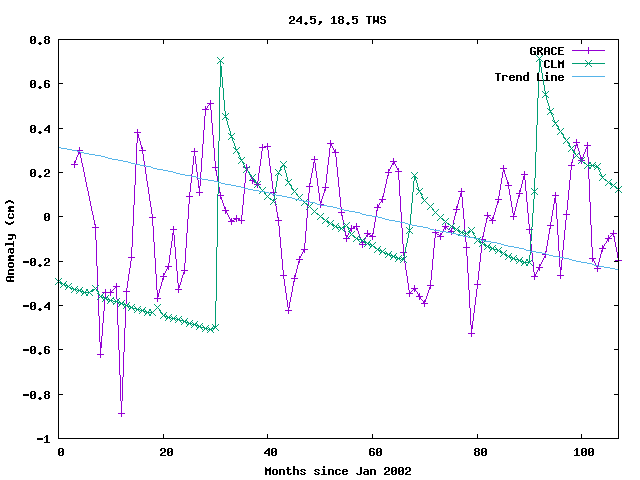 24.5, 18.5 TWS
GRACE
CLM
Trend Line
0.8
0.6
0.4
0.2
0
-0.2
-0.4
-0.6
-0.8
-1
Anomaly (cm)
0 20 40 60 80 100
Months since Jan 2002